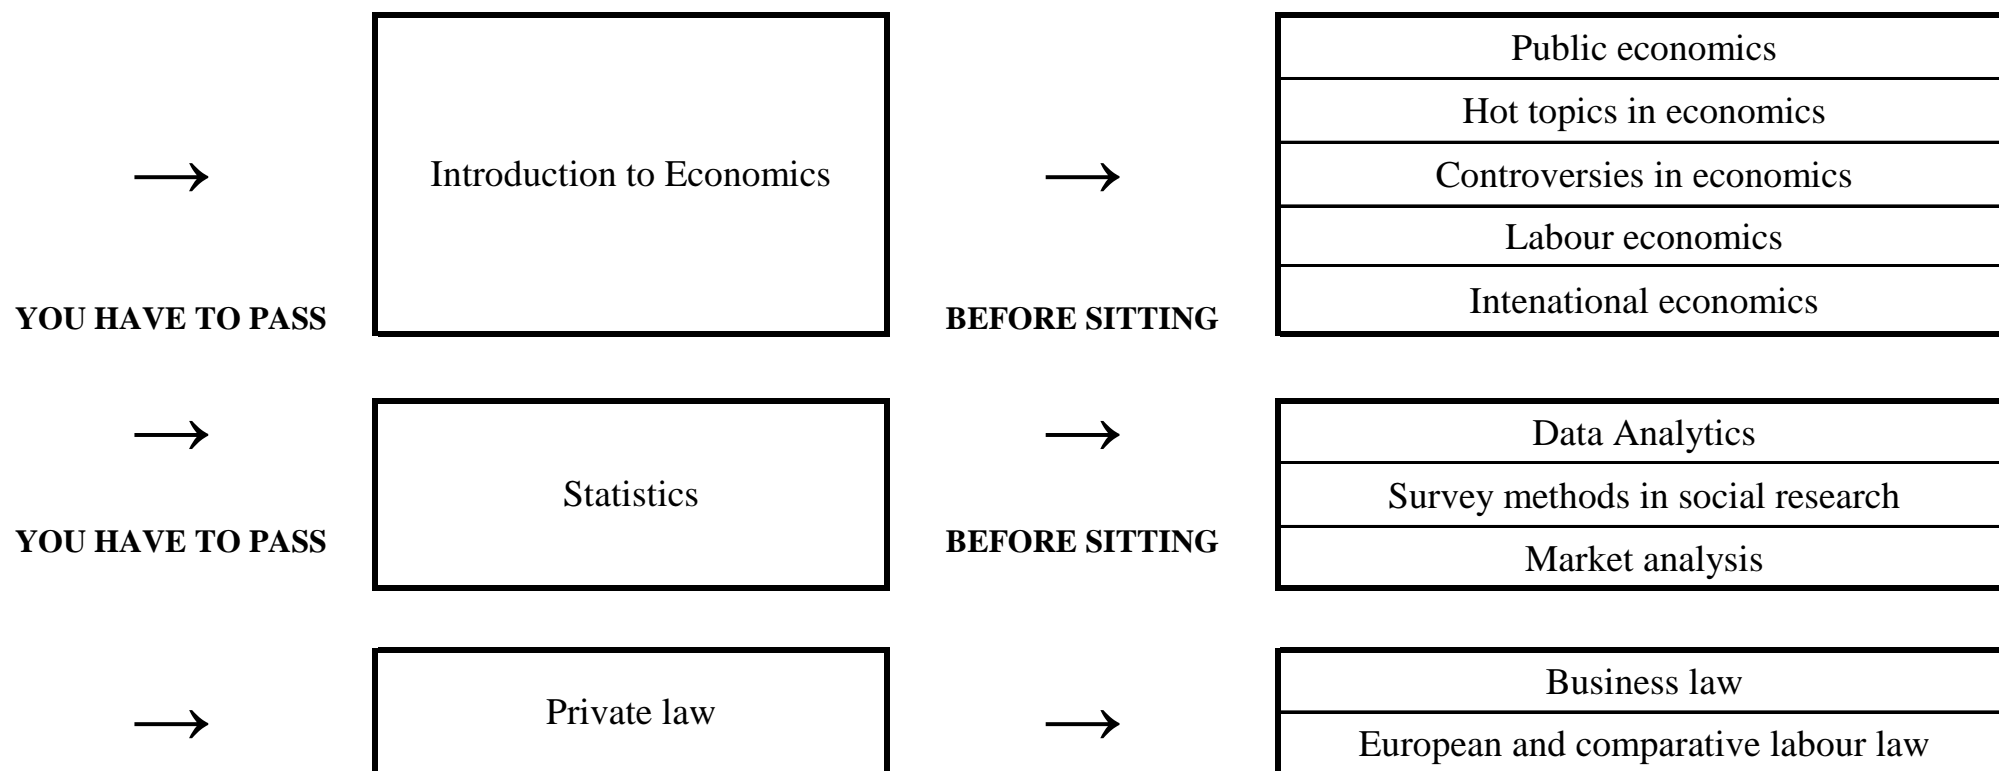 Public economics
Hot topics in economics
→ Introduction to Economics → Controversies in economics
Labour economics
Intenational economics
YOU HAVE TO PASS BEFORE SITTING
→ → Data Analytics
Statistics Survey methods in social research
YOU HAVE TO PASS BEFORE SITTING Market analysis
Business law
→ Private law → European and comparative labour law